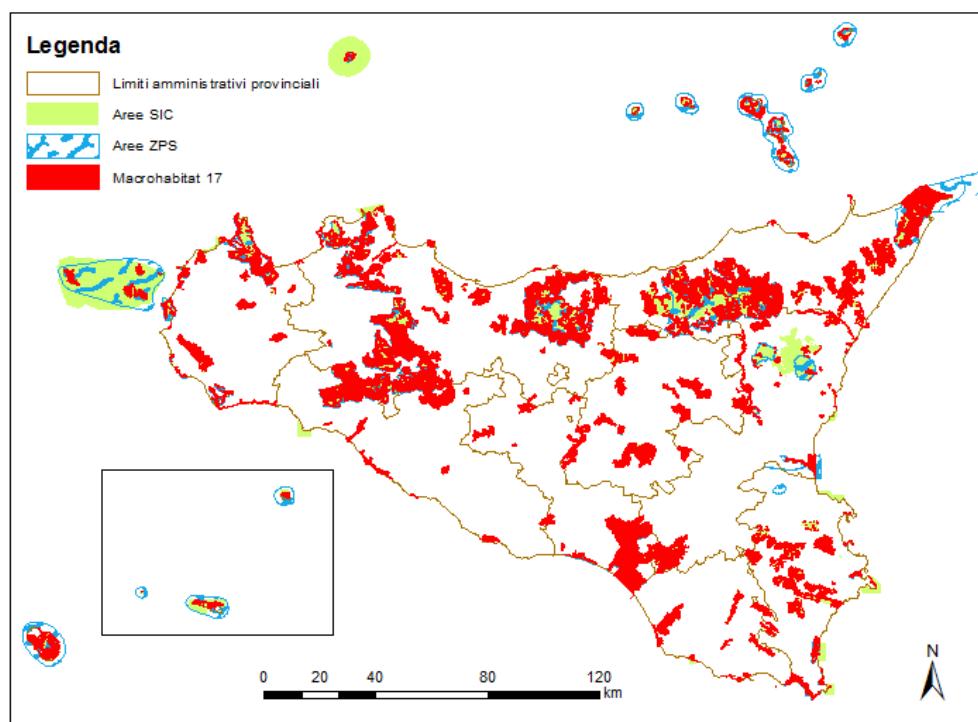 Legenda
Limiti amministrativi provinciali
Aree SIC
Aree ZPS
Macrohabitat 17
N
0 20 40 80 120
km